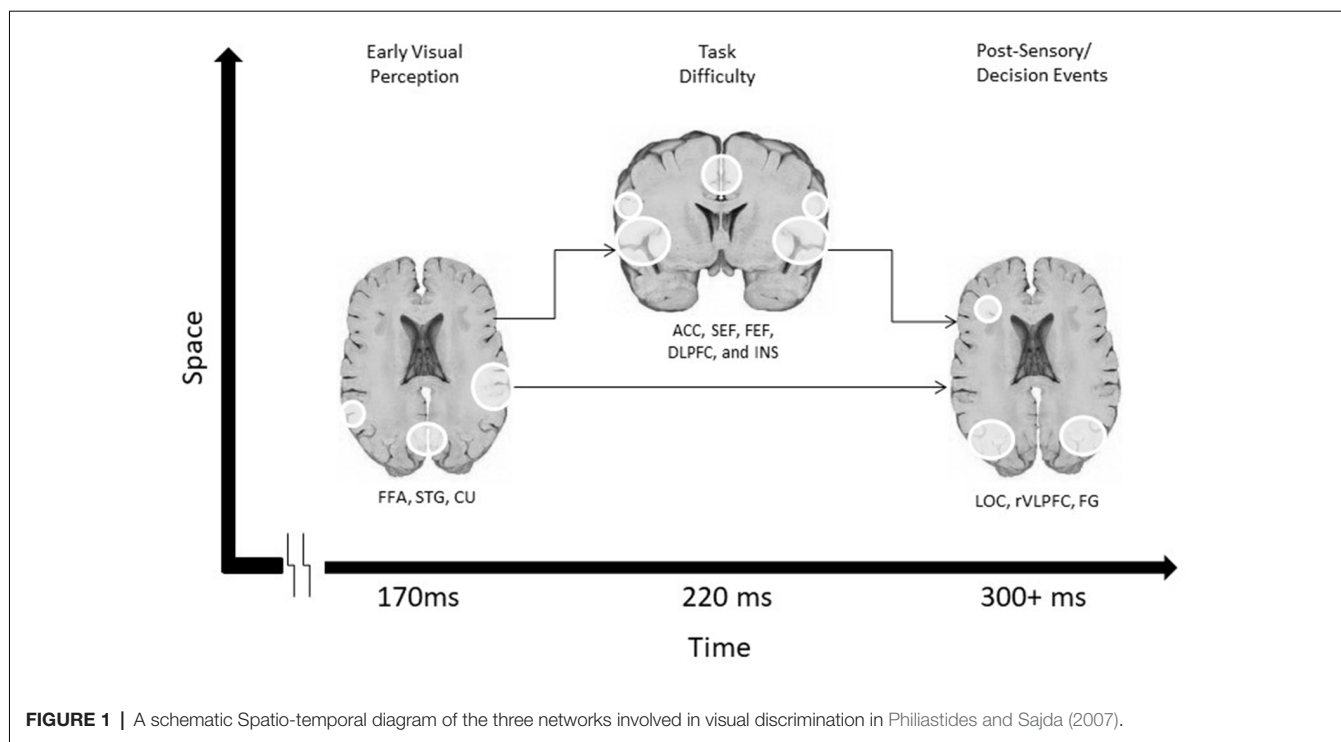 Early Visual
Perception
Task
Difficulty
Post-Sensory/
Decision Events
Space
ACC, SEF, FEF,
DLPFC, and INS
FFA, STG, CU
LOC, rVLPFC, FG
170ms
220 ms
300+ ms
Time
FIGURE 1 | A schematic Spatio-temporal diagram of the three networks involved in visual discrimination in Philiastides and Sajda (2007).